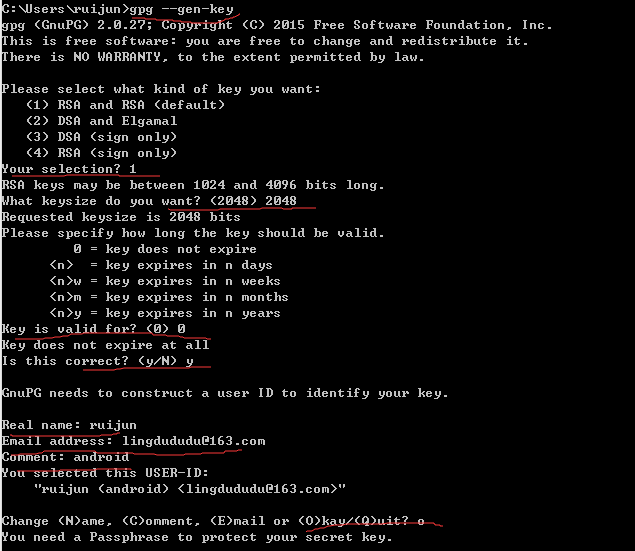 C:\Users\ruijun>gpg --gen-key
gpg (GnuPG) 2.0.27; Copyright (C) 2015 Free Software Foundation, Inc.
This is free software: you are free to change and redistribute it.
There is NO WARRANTY, to the extent permitted by law.
Please select what kind of key you want:
(1) RSA and RSA (default)
(2) DSA and Elgamal
(3) DSA (sign only)
(4) RSA (sign only)
Your selection? 1
RSA keys may be between 1024 and 4096 bits long.
What keysize do you want? (2048) 2048
Requested keysize is 2048 bits
Please specify how long the key should be valid.
0 = key does not expire
<n>  = key expires in n days
<n>w = key expires in n weeks
<n>m = key expires in n months
<n>y = key expires in n years
Key is valid for? (0) 0
Key does not expire at all
Is this correct? (y/N) y
GnuPG needs to construct a user ID to identify your key.
Real name: ruijun
Email address: lingdududu@163.com
Comment: android
You selected this USER-ID:
"ruijun (android) <lingdududu@163.com>"
Change (N)ame, (C)omment, (E)mail or (O)kay/(Q)uit? o
You need a Passphrase to protect your secret key.